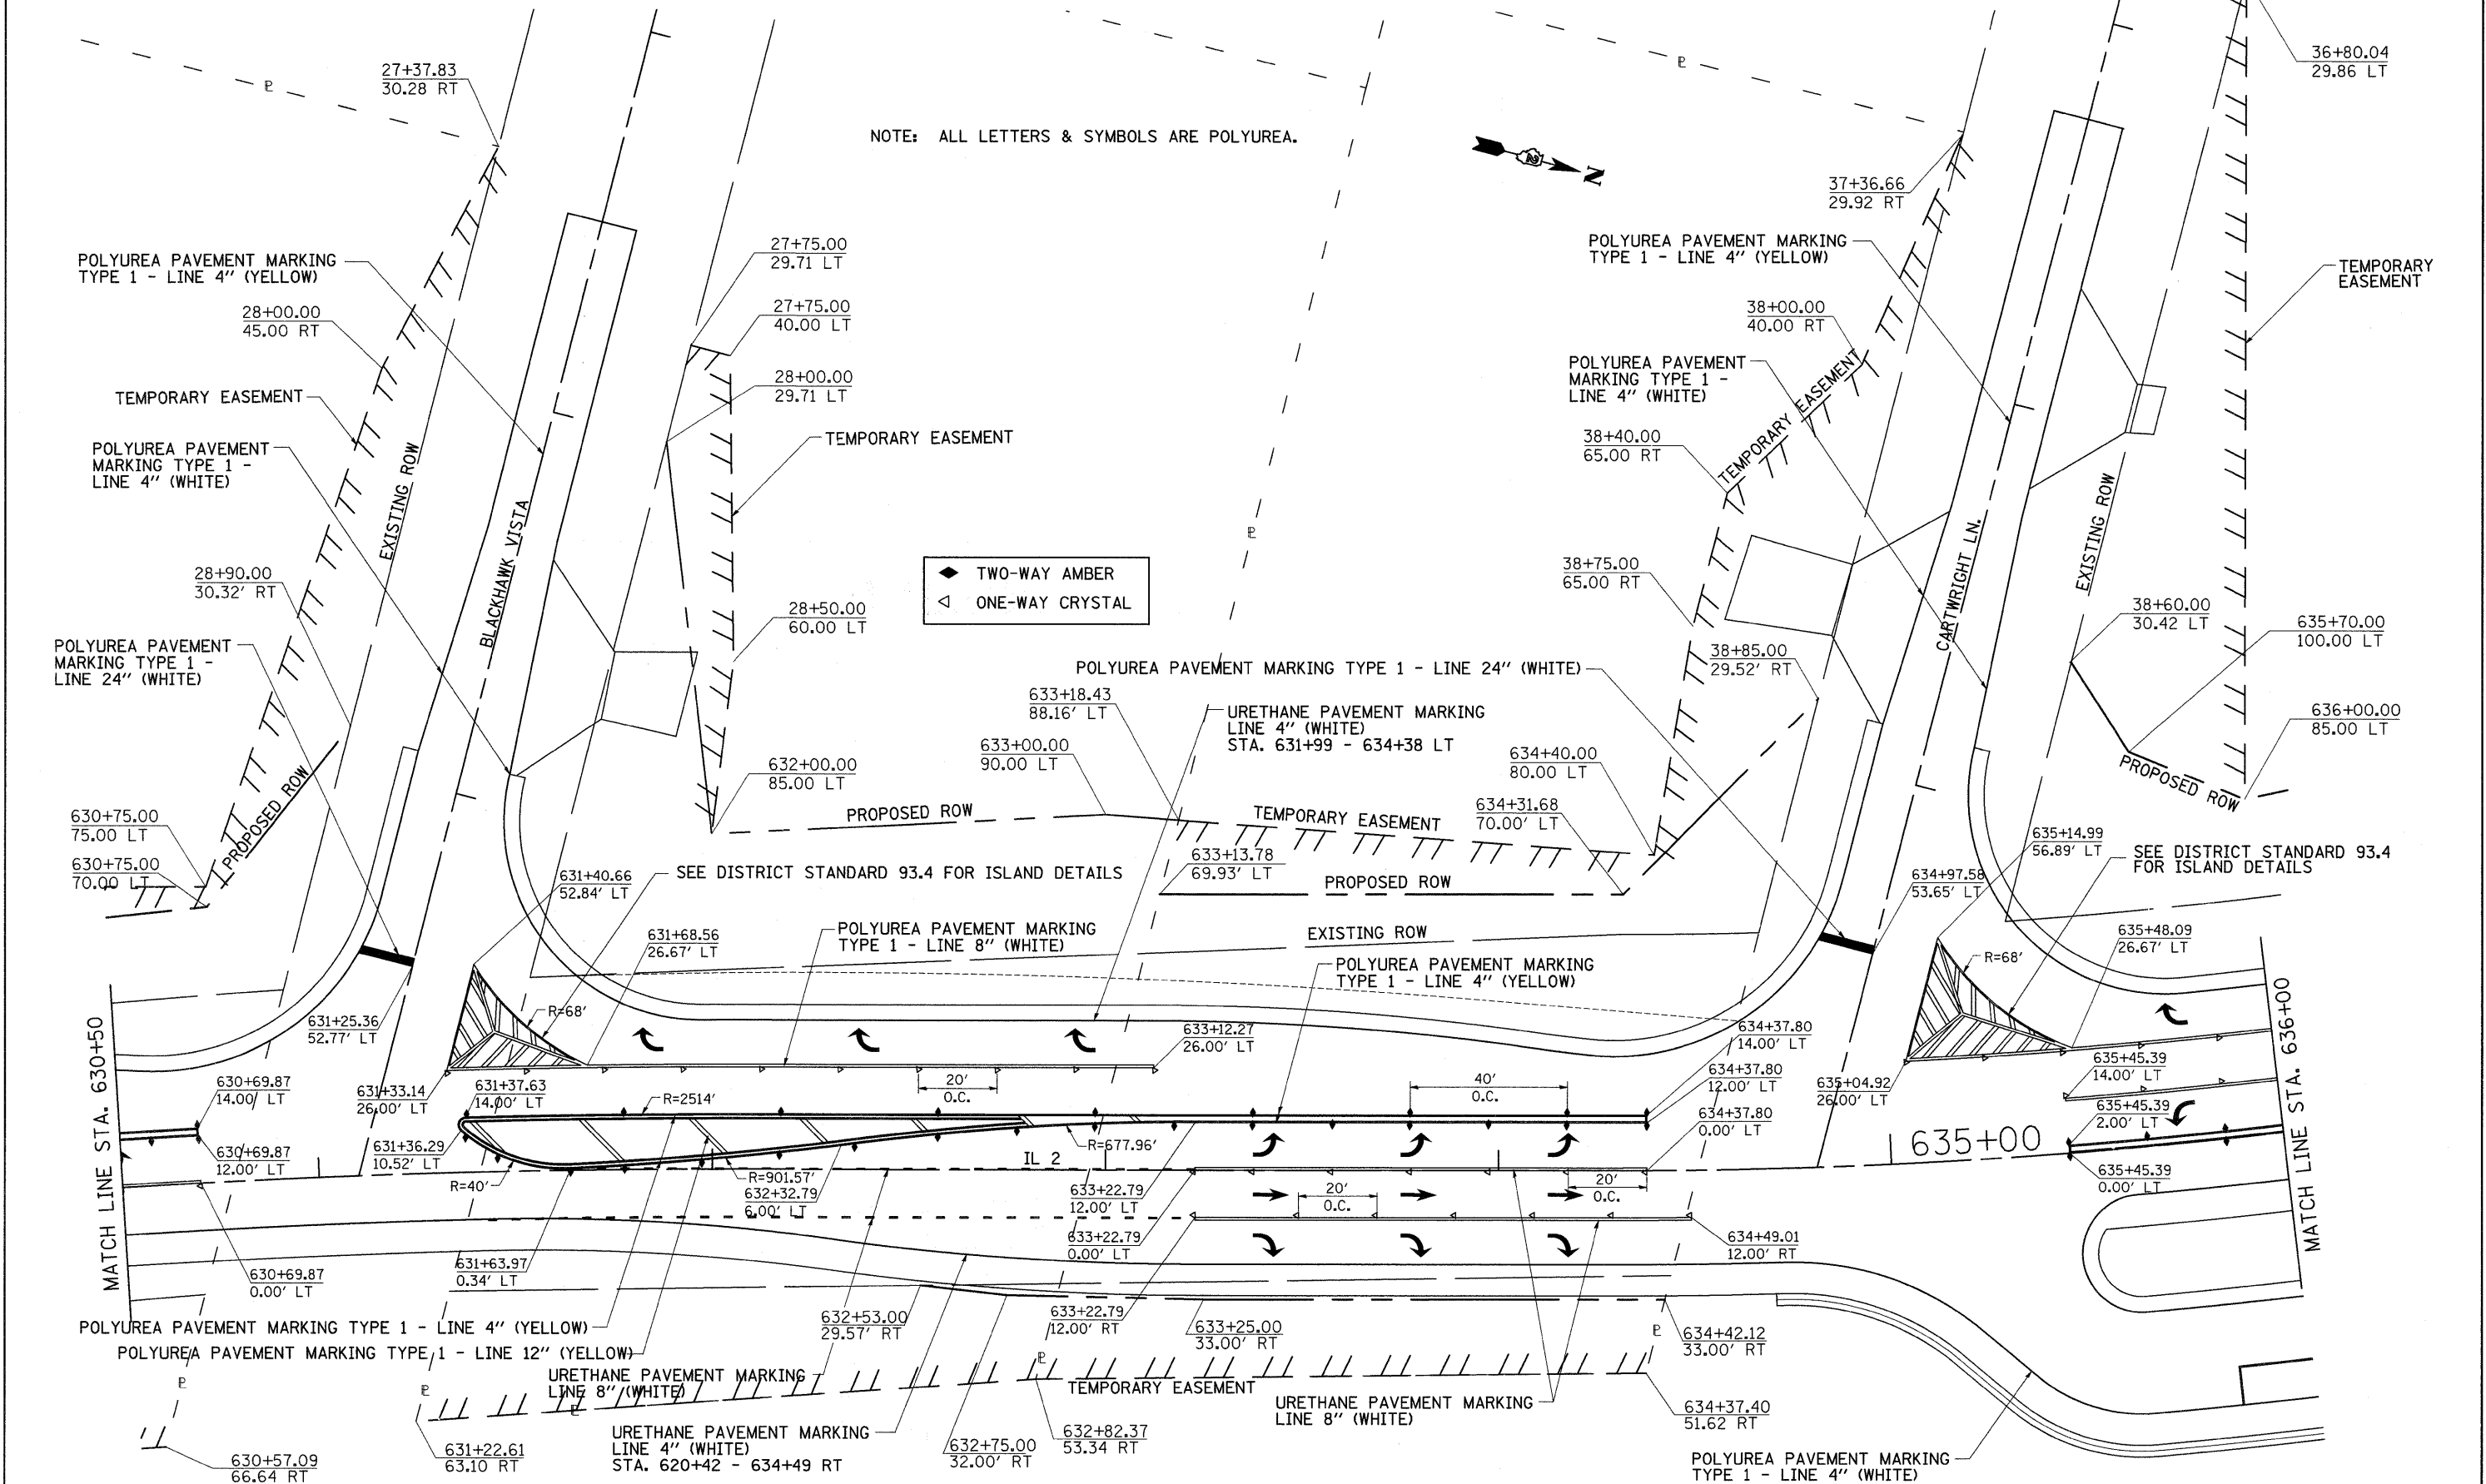 27+37.83
30.28 RT
36+80.04
29.86 LT
NOTE: ALL LETTERS & SYMBOLS ARE POLYUREA.
N
37+36.66
29.92 RT
POLYUREA PAVEMENT MARKING
TYPE 1 - LINE 4" (YELLOW)
27+75.00
29.71 LT
POLYUREA PAVEMENT MARKING
TYPE 1 - LINE 4" (YELLOW)
TEMPORARY
EASEMENT
28+00.00
45.00 RT
27+75.00
40.00 LT
38+00.00
40.00 RT
28+00.00
29.71 LT
POLYUREA PAVEMENT
MARKING TYPE 1 -
LINE 4" (WHITE)
TEMPORARY EASEMENT
TEMPORARY EASEMENT
TEMPORARY EASEMENT
38+40.00
65.00 RT
POLYUREA PAVEMENT
MARKING TYPE 1 -
LINE 4" (WHITE)
EXISTING ROW
BLACKHAWK VISTA
CARTWRIGHT LN.
EXISTING ROW
28+90.00
30.32' RT
TWO-WAY AMBER
ONE-WAY CRYSTAL
38+75.00
65.00 RT
28+50.00
60.00 LT
38+60.00
30.42 LT
635+70.00
100.00 LT
POLYUREA PAVEMENT
MARKING TYPE 1 -
LINE 24" (WHITE)
POLYUREA PAVEMENT MARKING TYPE 1 - LINE 24" (WHITE)
38+85.00
29.52' RT
633+18.43
88.16' LT
URETHANE PAVEMENT MARKING
LINE 4" (WHITE)
STA. 631+99 - 634+38 LT
636+00.00
85.00 LT
633+00.00
90.00 LT
634+40.00
80.00 LT
632+00.00
85.00 LT
PROPOSED ROW
PROPOSED ROW
PROPOSED ROW
TEMPORARY EASEMENT
634+31.68
70.00' LT
630+75.00
75.00 LT
630+75.00
70.00 LT
635+14.99
56.89' LT
SEE DISTRICT STANDARD 93.4
FOR ISLAND DETAILS
633+13.78
69.93' LT
PROPOSED ROW
631+40.66
52.84' LT
SEE DISTRICT STANDARD 93.4 FOR ISLAND DETAILS
634+97.58
53.65' LT
631+68.56
26.67' LT
POLYUREA PAVEMENT MARKING
TYPE 1 - LINE 8" (WHITE)
EXISTING ROW
635+48.09
26.67' LT
POLYUREA PAVEMENT MARKING
TYPE 1 - LINE 4" (YELLOW)
R=68'
R=68'
631+25.36
52.77' LT
633+12.27
26.00' LT
634+37.80
14.00' LT
MATCH LINE STA. 630+50
MATCH LINE STA. 636+00
630+69.87
14.00' LT
631+33.14
26.00' LT
631+37.63
14.00' LT
20'
O.C.
40'
O.C.
634+37.80
12.00' LT
635+04.92
26.00' LT
635+45.39
14.00' LT
R=2514'
634+37.80
0.00' LT
635+45.39
2.00' LT
630+69.87
12.00' LT
631+36.29
10.52' LT
R=677.96'
IL 2
635+00
R=40'
R=901.57'
632+32.79
6.00' LT
633+22.79
12.00' LT
20'
O.C.
20'
O.C.
635+45.39
0.00' LT
633+22.79
0.00' LT
634+49.01
12.00' RT
630+69.87
0.00' LT
631+63.97
0.34' LT
632+53.00
29.57' RT
633+22.79
12.00' RT
633+25.00
33.00' RT
634+42.12
33.00' RT
POLYUREA PAVEMENT MARKING TYPE 1 - LINE 4" (YELLOW)
POLYUREA PAVEMENT MARKING TYPE 1 - LINE 12" (YELLOW)
URETHANE PAVEMENT MARKING
LINE 8" (WHITE)
TEMPORARY EASEMENT
URETHANE PAVEMENT MARKING
LINE 8" (WHITE)
634+37.40
51.62 RT
URETHANE PAVEMENT MARKING
LINE 4" (WHITE)
STA. 620+42 - 634+49 RT
632+82.37
53.34 RT
632+75.00
32.00' RT
631+22.61
63.10 RT
630+57.09
66.64 RT
POLYUREA PAVEMENT MARKING
TYPE 1 - LINE 4" (WHITE)